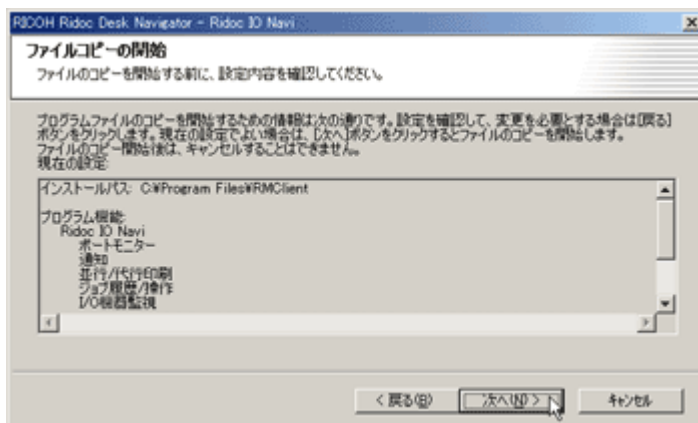 RICOH Ridoc Desk Navigator - Ridoc IO Navi
ファイルコピーの開始
ファイルのコピーを開始する前に、設定内容を確認してください。
プログラムファイルのコピーを開始するための情報は次の通りです。設定を確認して、変更を必要とする場合は[戻る]
ボタンをクリックします。現在の設定でよい場合は、[次へ]ボタンをクリックするとファイルのコピーを開始します。
ファイルのコピー開始後は、キャンセルすることはできません。
現在の設定:
インストールパス: C:¥Program Files¥RMClient
プログラム機能:
Ridoc IO Navi
ポートモニター
通知
並行/代行印刷
ジョブ履歴/操作
I/O機器監視
< 戻る(B)
次へ(N) >
キャンセル